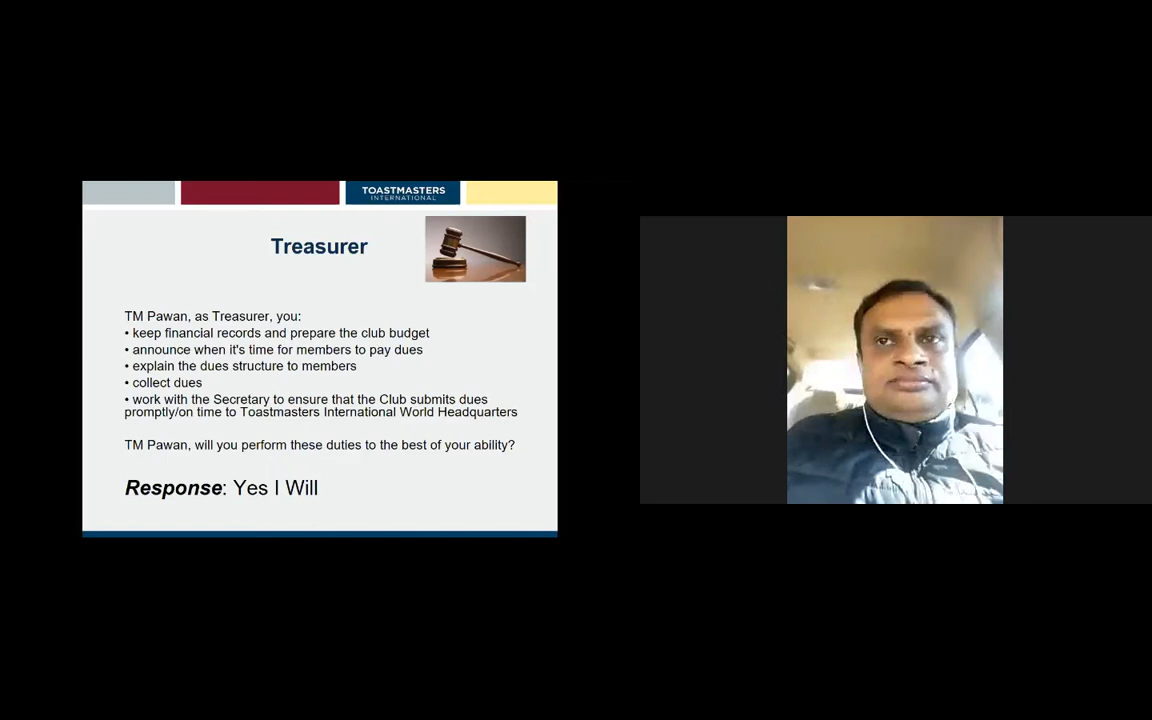 TOASTMASTERS
INTERNATIONAL
Treasurer
TM Pawan, as Treasurer, you:
• keep financial records and prepare the club budget
• announce when it's time for members to pay dues
• explain the dues structure to members
• collect dues
• work with the Secretary to ensure that the Club submits dues
promptly/on time to Toastmasters International World Headquarters
TM Pawan, will you perform these duties to the best of your ability?
Response: Yes I Will